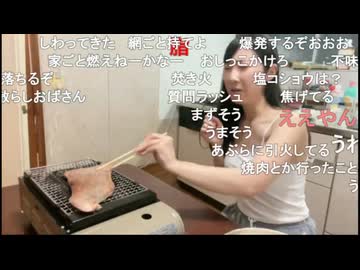 脂
しわってきた 網ごと持てよ 爆発するぞおおお
家ごと燃えねーかなー おしっこかけろ 不味
落ちるぞ 焚き火 塩コショウは？
散らしおばさん 質問ラッシュ 焦げてる
まずそう ええやん
うまそう
あぶらに引火してる うれ
焼肉とか行ったこと
う